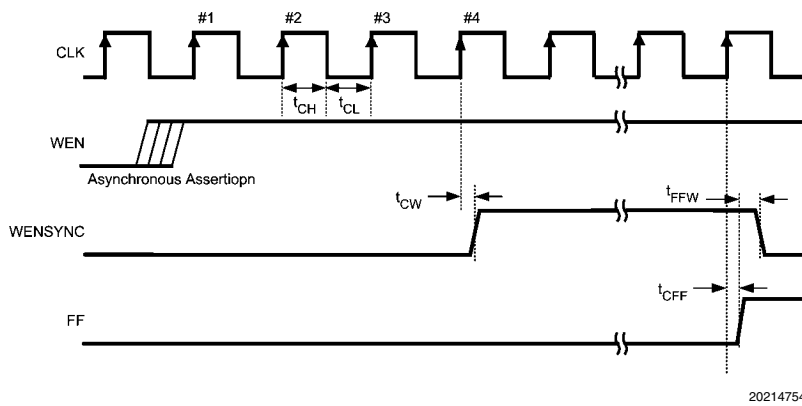 #1 #2 #3 #4
CLK
tCH tCL
WEN
Asynchronous Assertiopn
tCW tFFW
WENSYNC
tCFF
FF
20214754